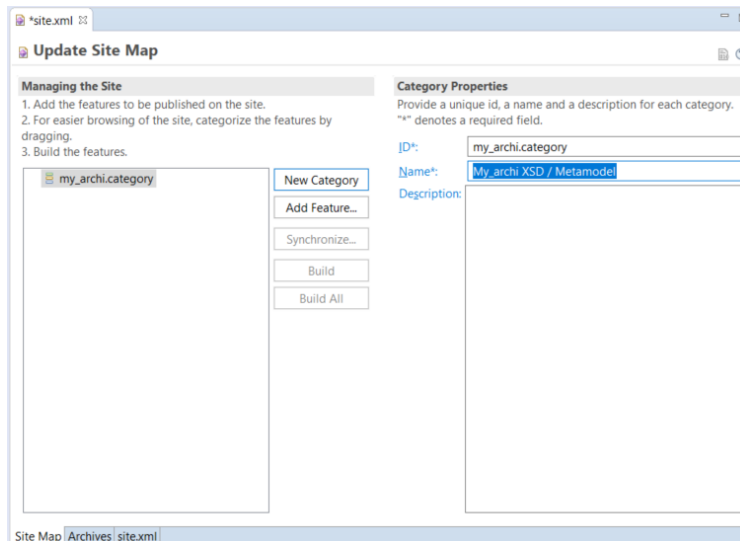 *site.xml
Update Site Map
Managing the Site
1. Add the features to be published on the site.
2. For easier browsing of the site, categorize the features by
dragging.
3. Build the features.
my_archi.category
New Category
Add Feature...
Synchronize...
Build
Build All
Category Properties
Provide a unique id, a name and a description for each category.
"*" denotes a required field.
ID*: my_archi.category
Name*: My_archi XSD / Metamodel
Description:
Site Map Archives site.xml